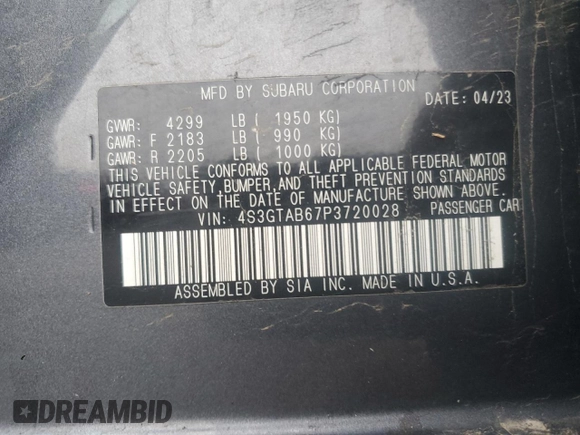 MFD BY SUBARU CORPORATION
DATE: 04/23
GVWR: 4299 LB ( 1950 KG)
GAWR: F 2183 LB ( 990 KG)
GAWR: R 2205 LB ( 1000 KG)
THIS VEHICLE CONFORMS TO ALL APPLICABLE FEDERAL MOTOR
VEHICLE SAFETY,BUMPER,AND THEFT PREVENTION STANDARDS
IN EFFECT ON THE DATE OF MANUFACTURE SHOWN ABOVE.
VIN: 4S3GTAB67P3720028 PASSENGER CAR
ASSEMBLED BY SIA INC. MADE IN U.S.A.
DREAMBID